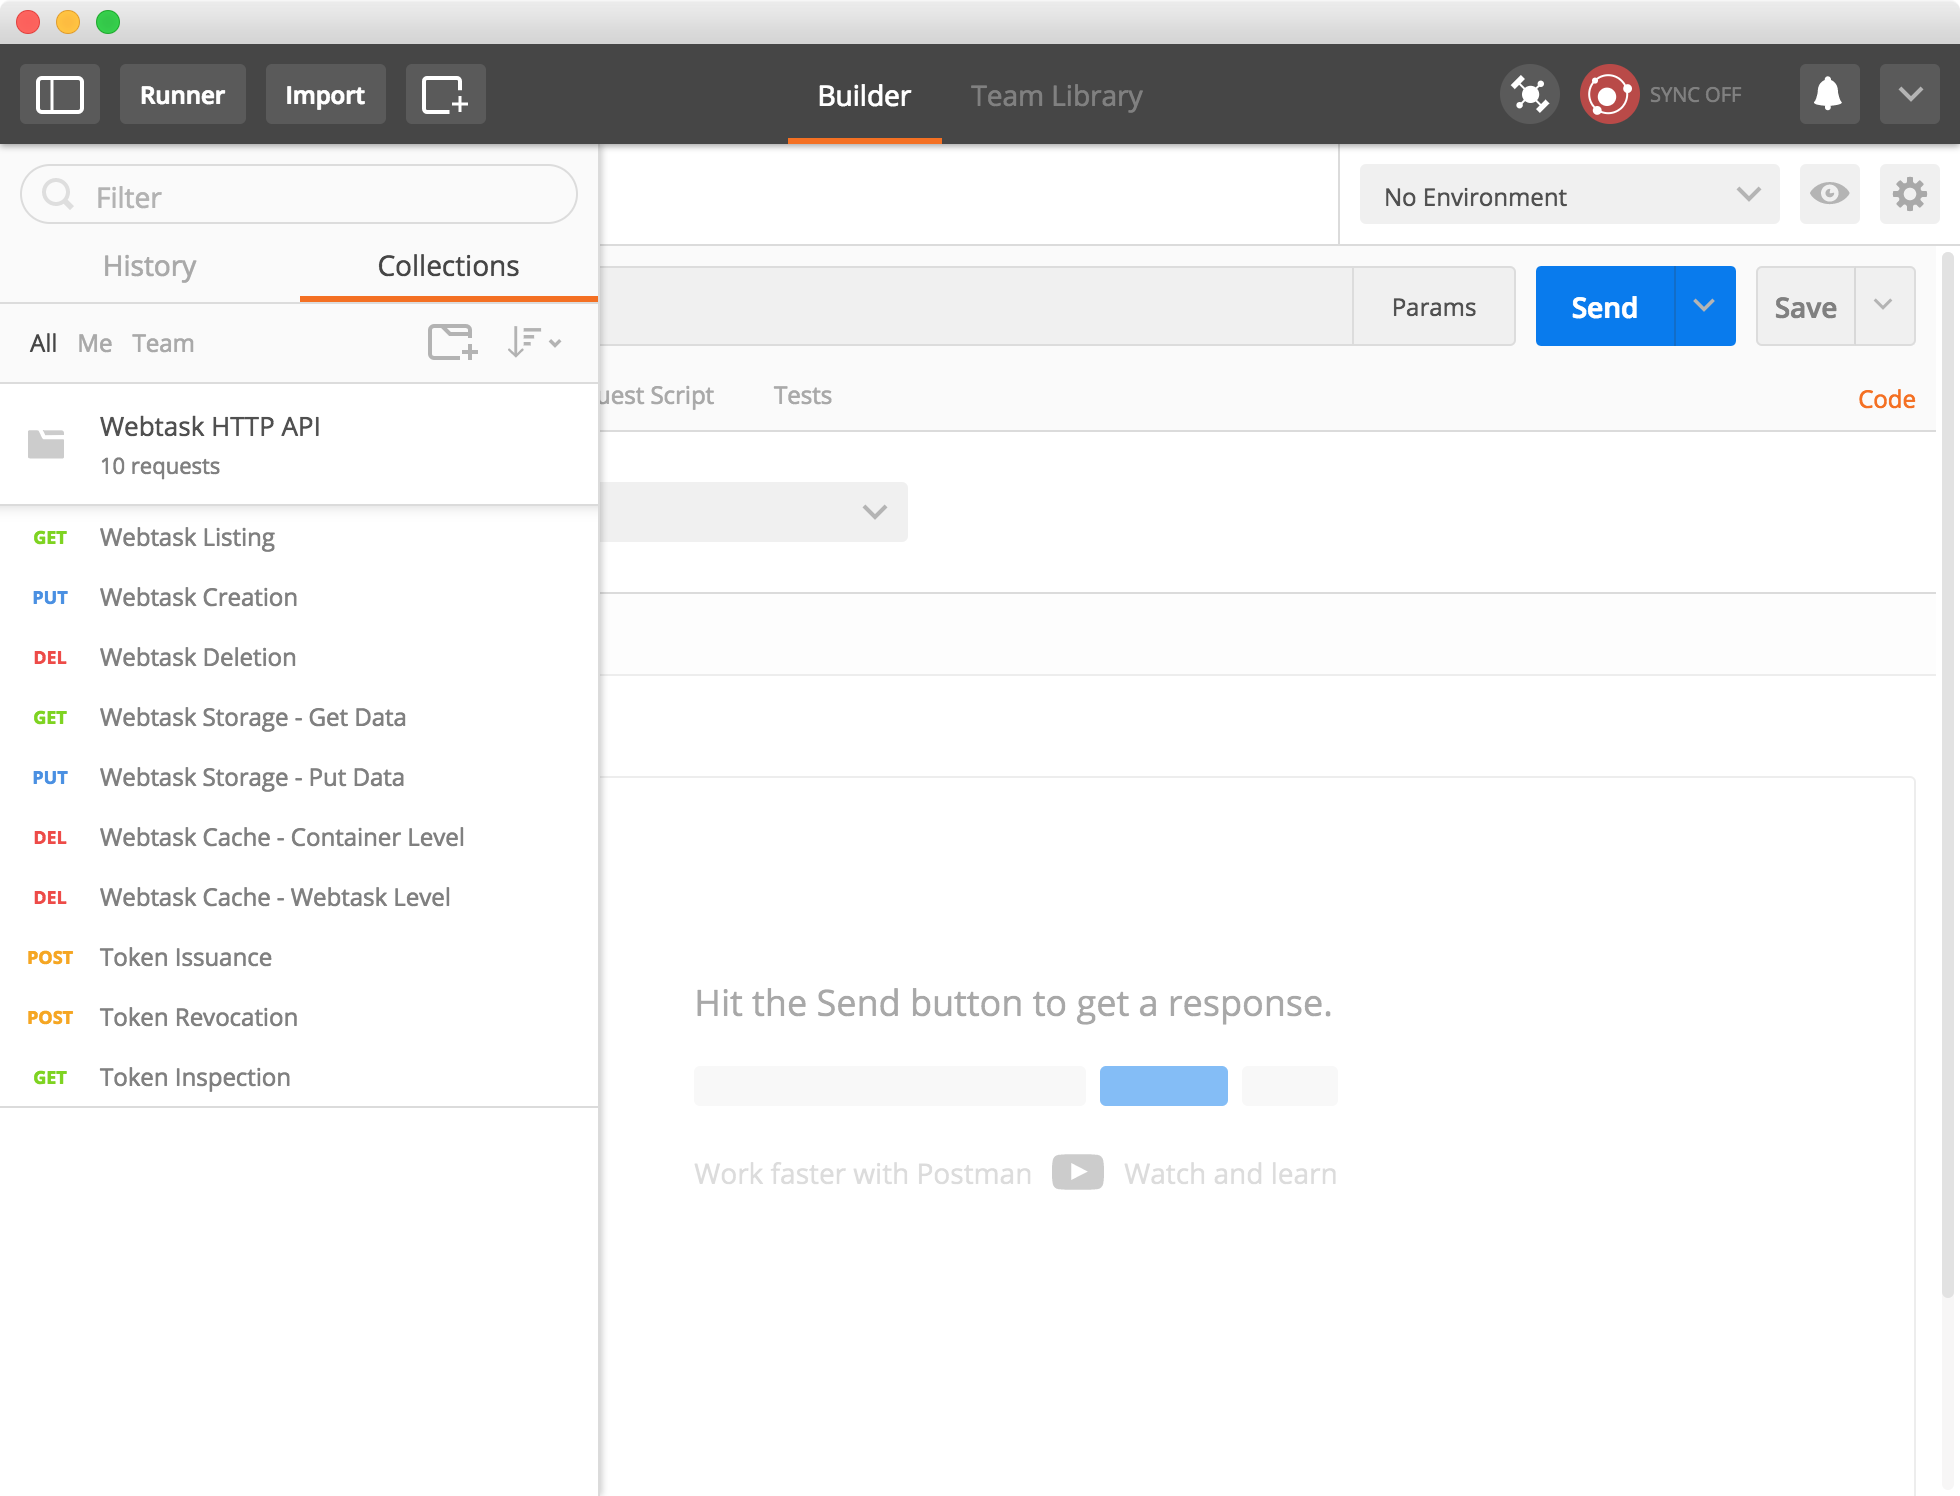 Runner Import Builder Team Library SYNC OFF
Filter No Environment
History Collections
Params Send Save
All Me Team
uest Script Tests Code
Webtask HTTP API
10 requests
GET Webtask Listing
PUT Webtask Creation
DEL Webtask Deletion
GET Webtask Storage - Get Data
PUT Webtask Storage - Put Data
DEL Webtask Cache - Container Level
DEL Webtask Cache - Webtask Level
POST Token Issuance
POST Token Revocation
GET Token Inspection
Hit the Send button to get a response.
Work faster with Postman Watch and learn